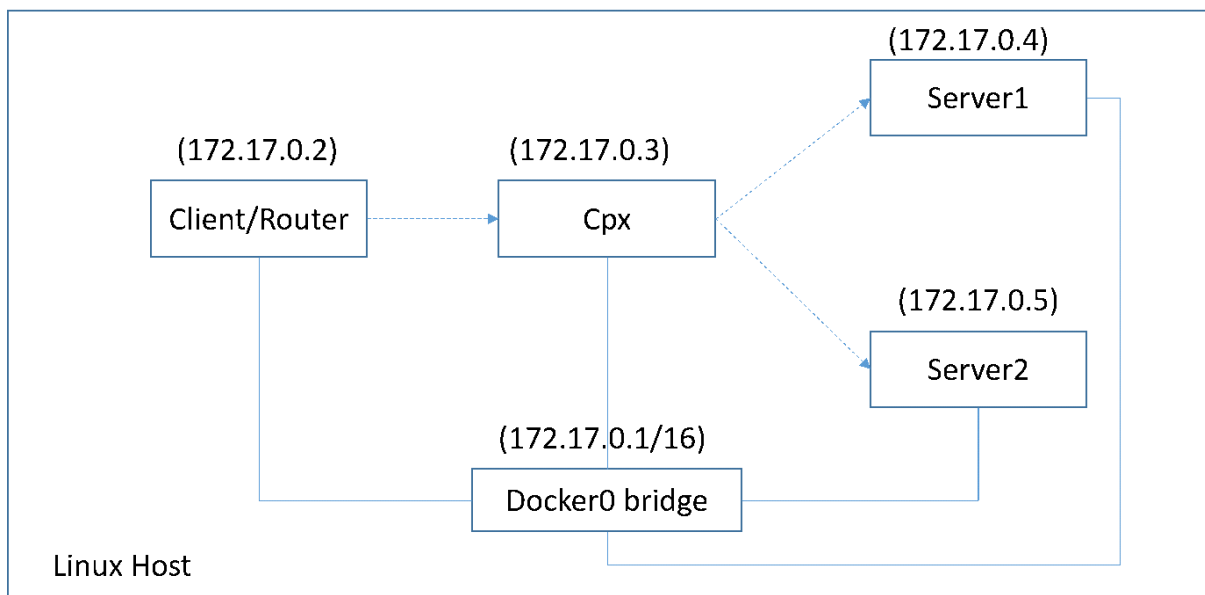 (172.17.0.4)
Server1
(172.17.0.2)
(172.17.0.3)
Client/Router
Cpx
(172.17.0.5)
Server2
(172.17.0.1/16)
Docker0 bridge
Linux Host